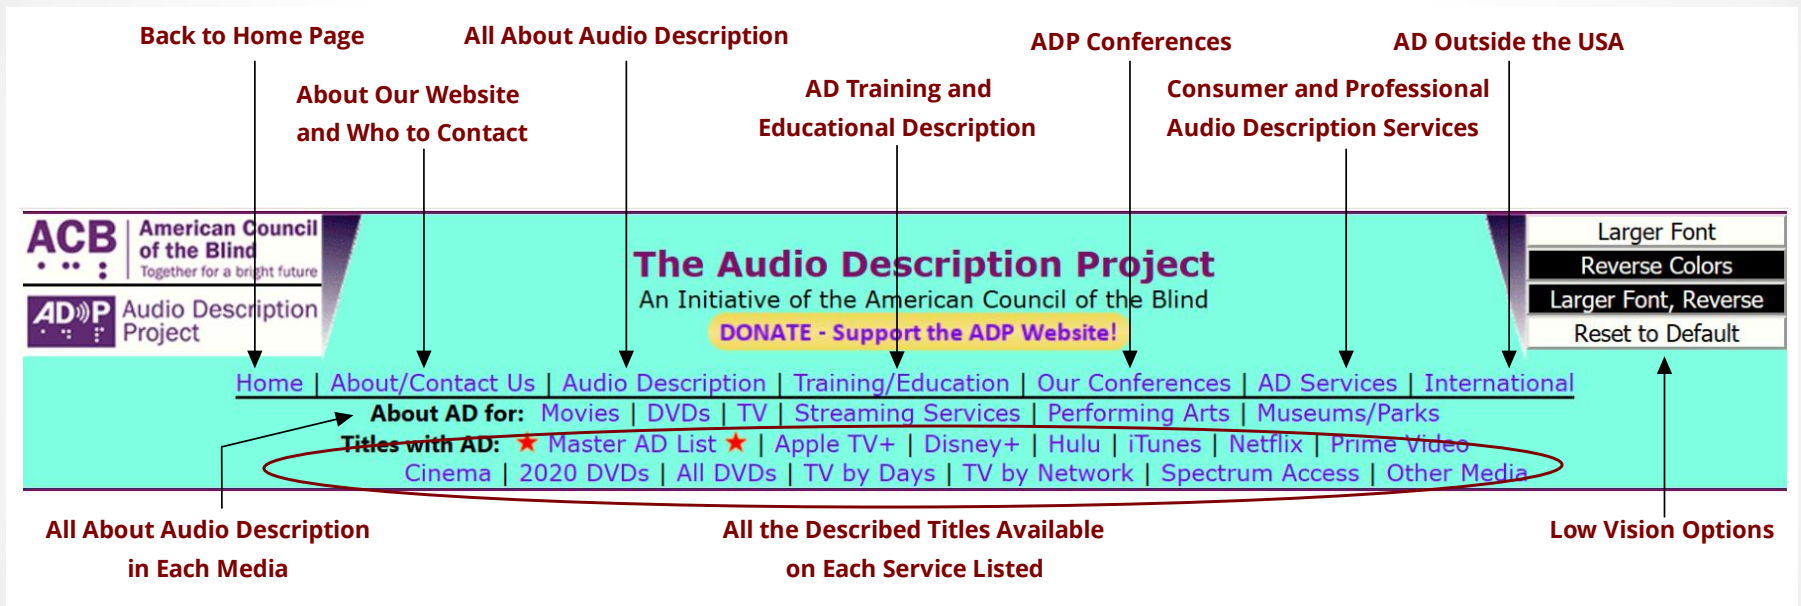 Back to Home Page
All About Audio Description
ADP Conferences
AD Outside the USA
About Our Website
and Who to Contact
AD Training and
Educational Description
Consumer and Professional
Audio Description Services
ACB
American Council
of the Blind
Together for a bright future
AD)))P
Audio Description
Project
The Audio Description Project
An Initiative of the American Council of the Blind
DONATE - Support the ADP Website!
Larger Font
Reverse Colors
Larger Font, Reverse
Reset to Default
Home | About/Contact Us | Audio Description | Training/Education | Our Conferences | AD Services | International
About AD for: Movies | DVDs | TV | Streaming Services | Performing Arts | Museums/Parks
Titles with AD: ★ Master AD List ★ | Apple TV+ | Disney+ | Hulu | iTunes | Netflix | Prime Video
Cinema | 2020 DVDs | All DVDs | TV by Days | TV by Network | Spectrum Access | Other Media
All About Audio Description
in Each Media
All the Described Titles Available
on Each Service Listed
Low Vision Options